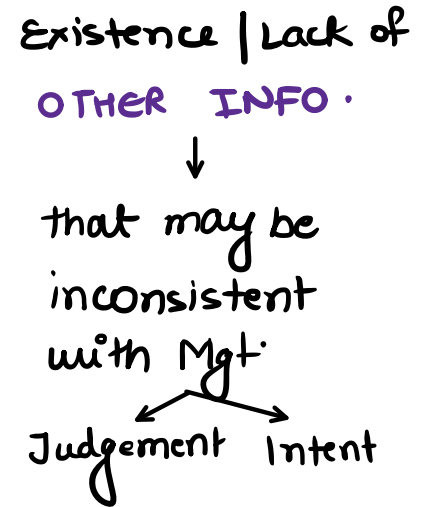 Existence | Lack of
OTHER INFO.
that may be
inconsistent
with Mgt.
Judgement Intent